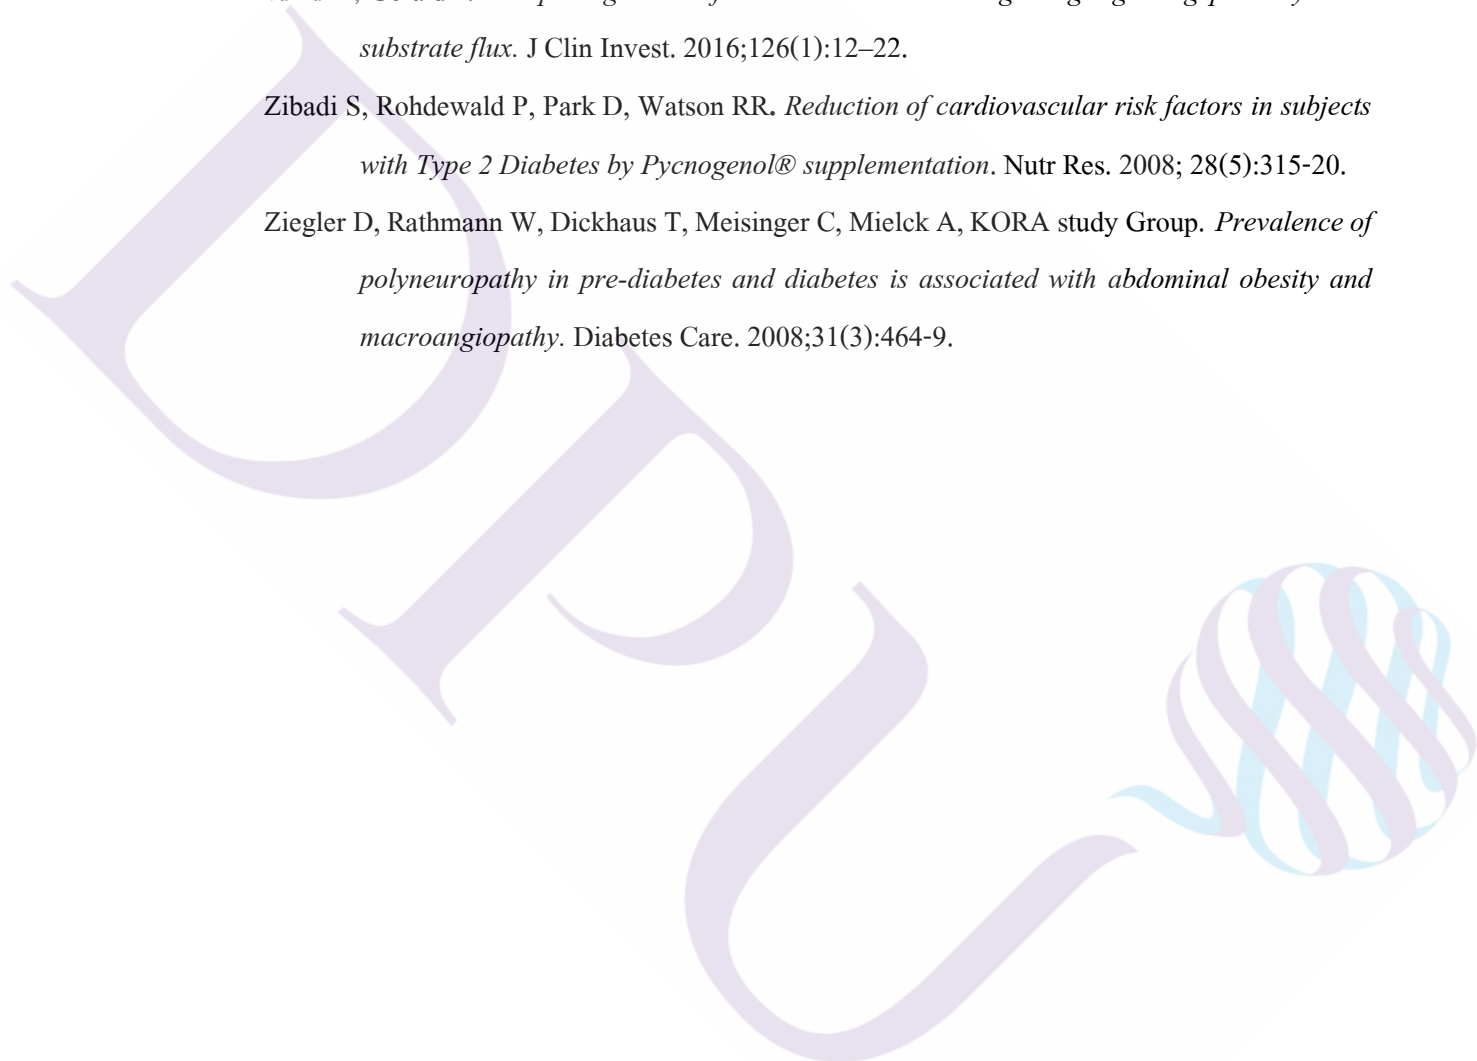 substrate flux. J Clin Invest. 2016;126(1):12–22.
Zibadi S, Rohdewald P, Park D, Watson RR. Reduction of cardiovascular risk factors in subjects
with Type 2 Diabetes by Pycnogenol® supplementation. Nutr Res. 2008; 28(5):315-20.
Ziegler D, Rathmann W, Dickhaus T, Meisinger C, Mielck A, KORA study Group. Prevalence of
polyneuropathy in pre-diabetes and diabetes is associated with abdominal obesity and
macroangiopathy. Diabetes Care. 2008;31(3):464-9.
DPU